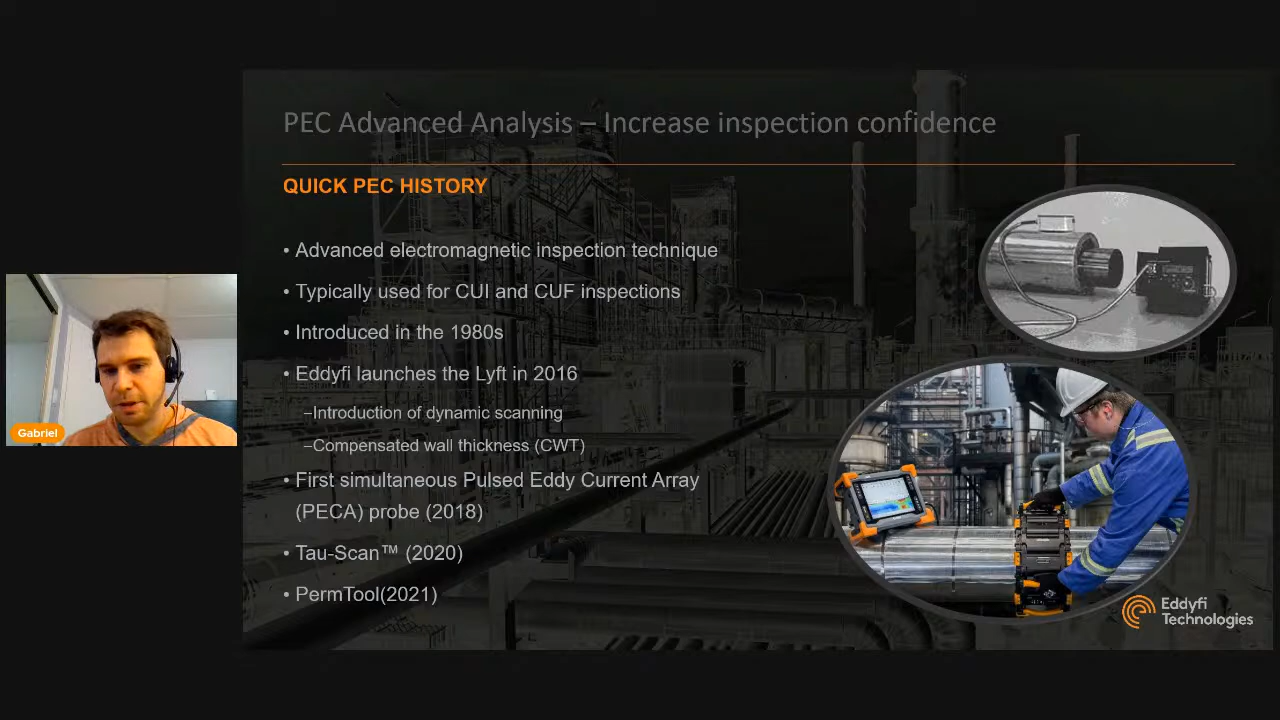 PEC Advanced Analysis – Increase inspection confidence
QUICK PEC HISTORY
• Advanced electromagnetic inspection technique
• Typically used for CUI and CUF inspections
• Introduced in the 1980s
• Eddyfi launches the Lyft in 2016
–Introduction of dynamic scanning
–Compensated wall thickness (CWT)
• First simultaneous Pulsed Eddy Current Array
(PECA) probe (2018)
• Tau-Scan™ (2020)
• PermTool(2021)
Gabriel
Eddyfi
Technologies